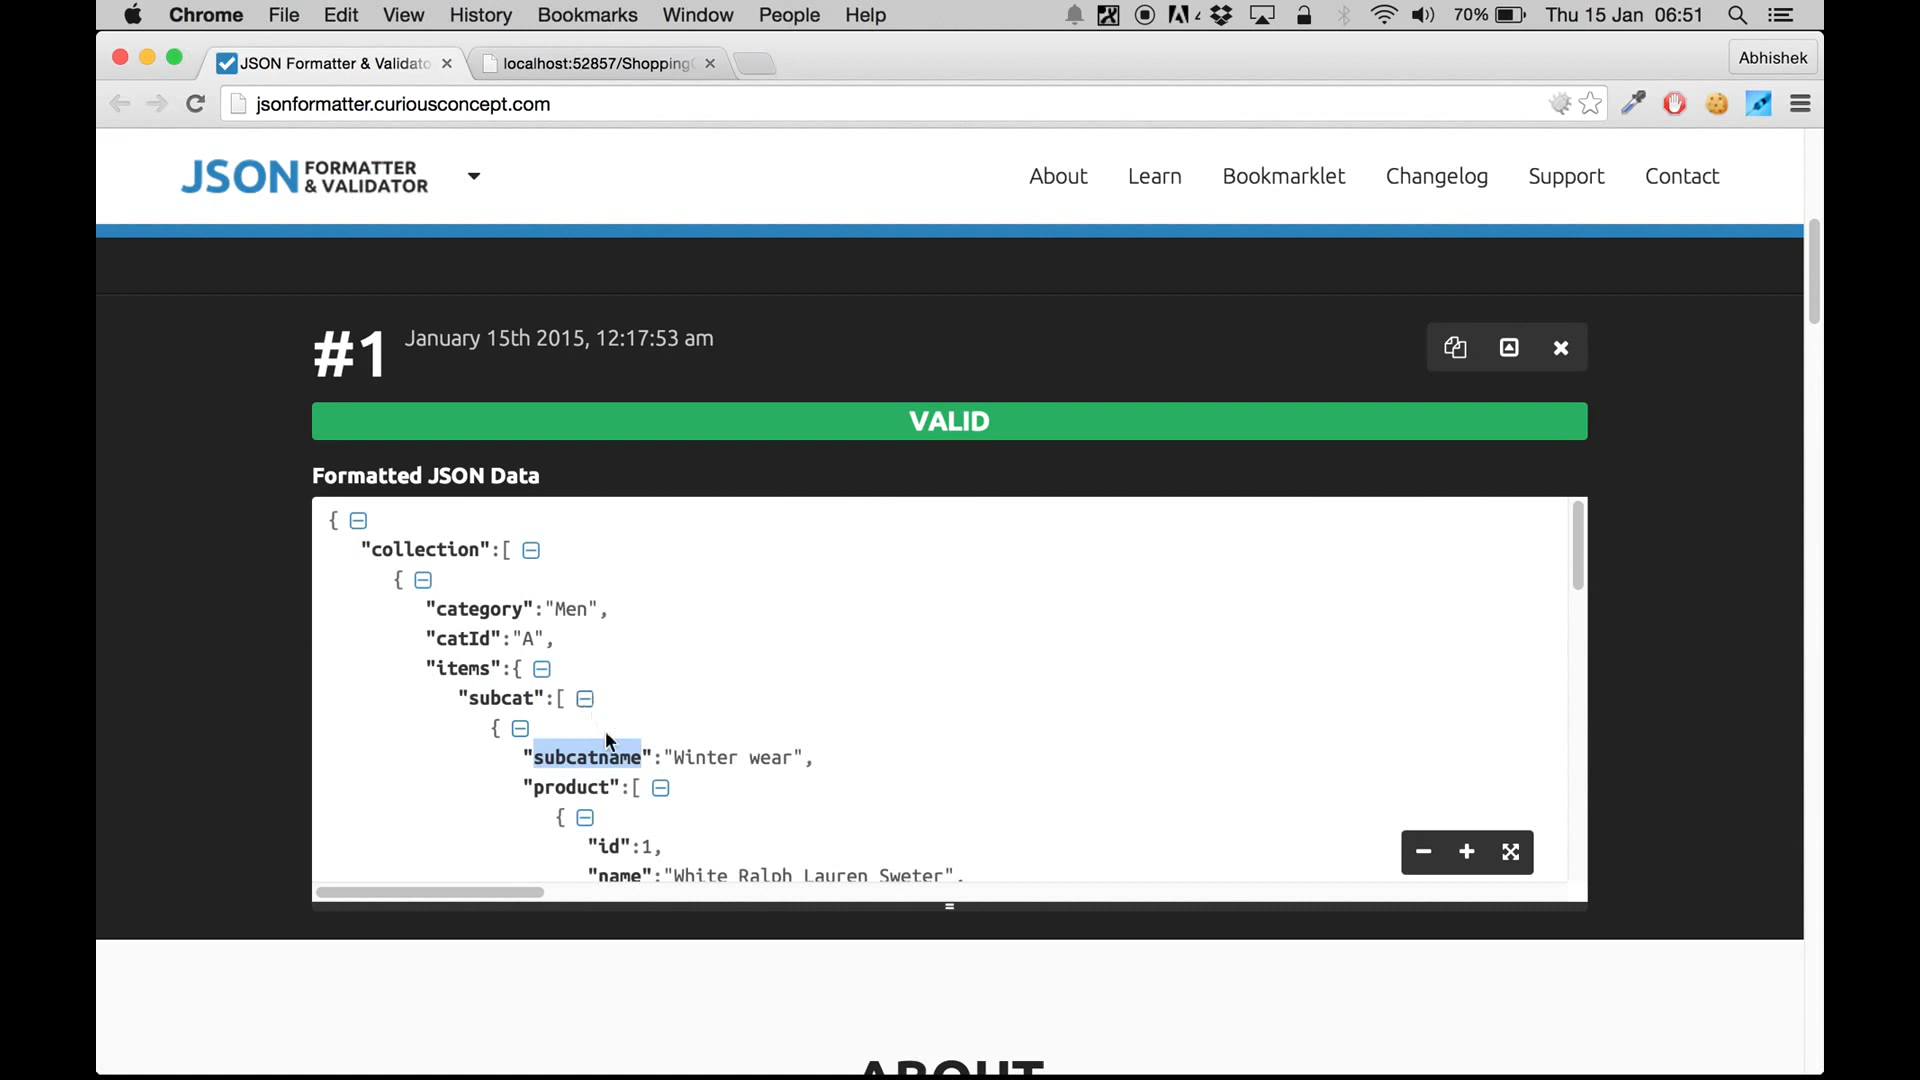 Chrome File Edit View History Bookmarks Window People Help 70% Thu 15 Jan 06:51
JSON Formatter & Validato localhost:52857/Shopping Abhishek
jsonformatter.curiousconcept.com
JSON FORMATTER & VALIDATOR About Learn Bookmarklet Changelog Support Contact
#1 January 15th 2015, 12:17:53 am
VALID
Formatted JSON Data
{
"collection":[
{
"category":"Men",
"catId":"A",
"items":{
"subcat":[
{
"subcatname":"Winter wear",
"product":[
{
"id":1,
"name":"White Ralph Lauren Sweter",
ABOUT